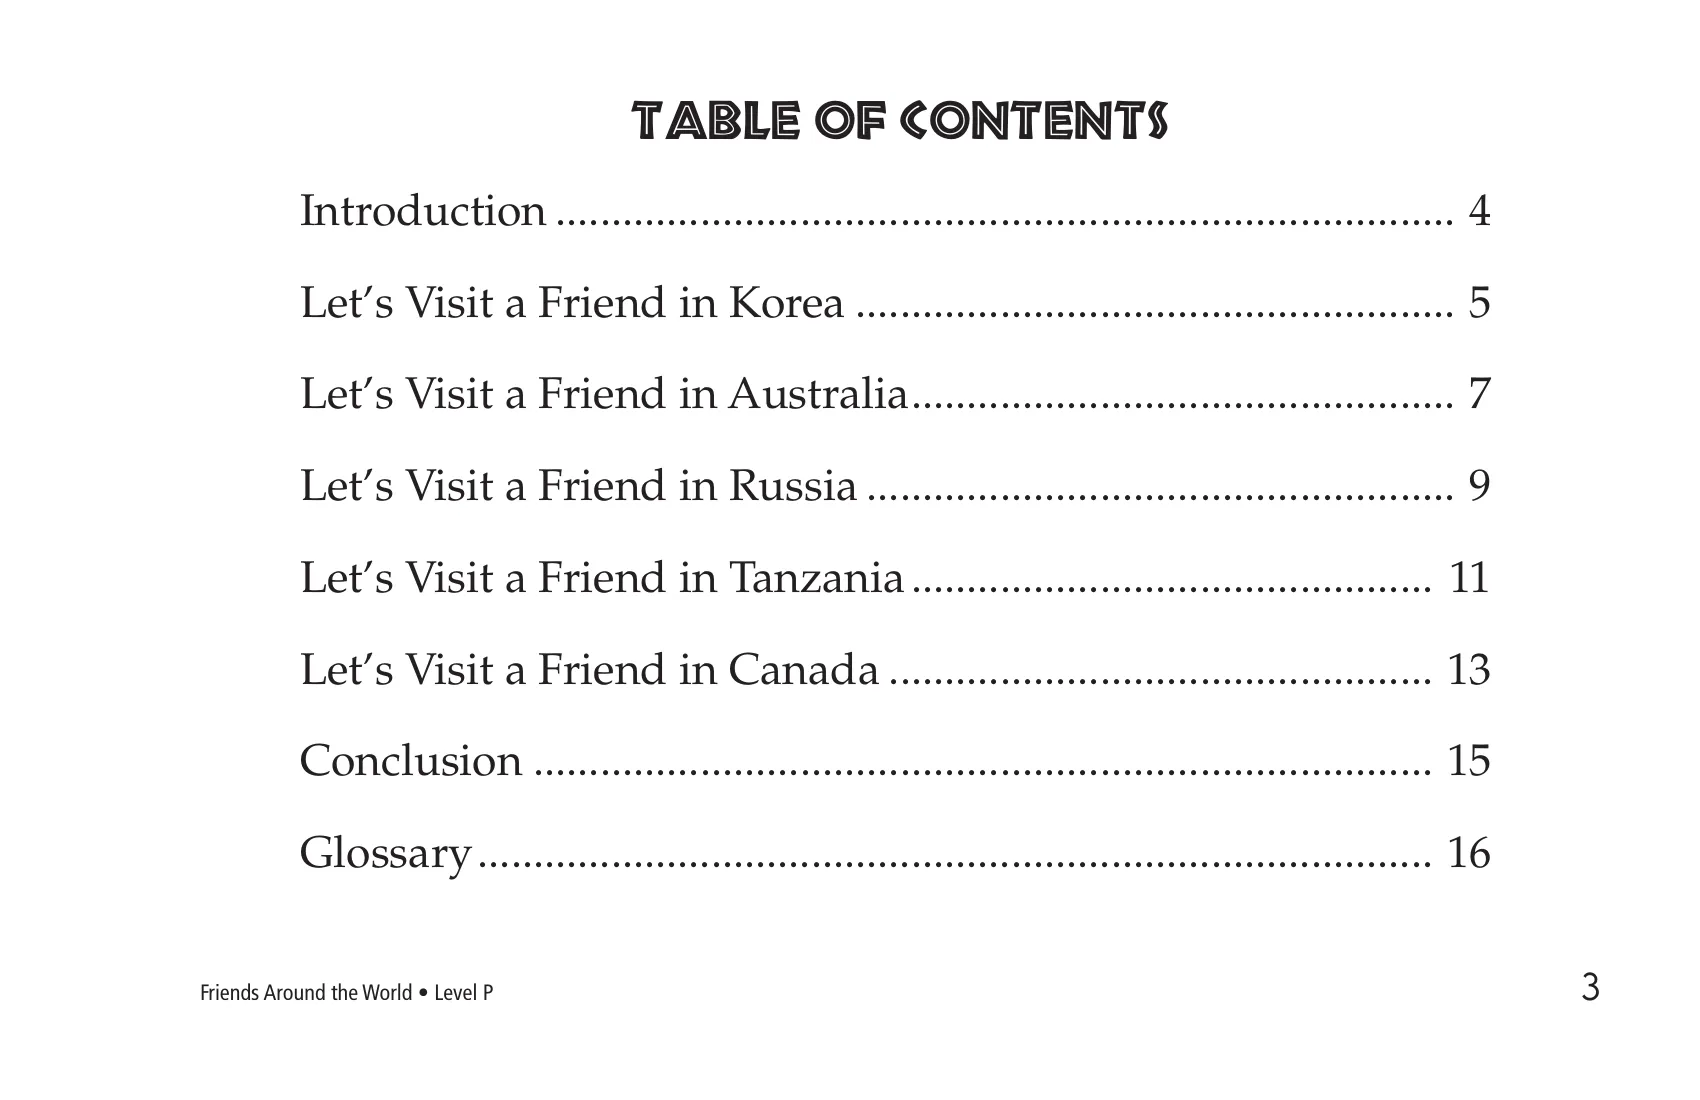 TABLE OF CONTENTS
Introduction ................................................................................. 4
Let’s Visit a Friend in Korea ...................................................... 5
Let’s Visit a Friend in Australia................................................. 7
Let’s Visit a Friend in Russia ..................................................... 9
Let’s Visit a Friend in Tanzania ............................................... 11
Let’s Visit a Friend in Canada ................................................. 13
Conclusion ................................................................................. 15
Glossary ...................................................................................... 16
Friends Around the World • Level P
3